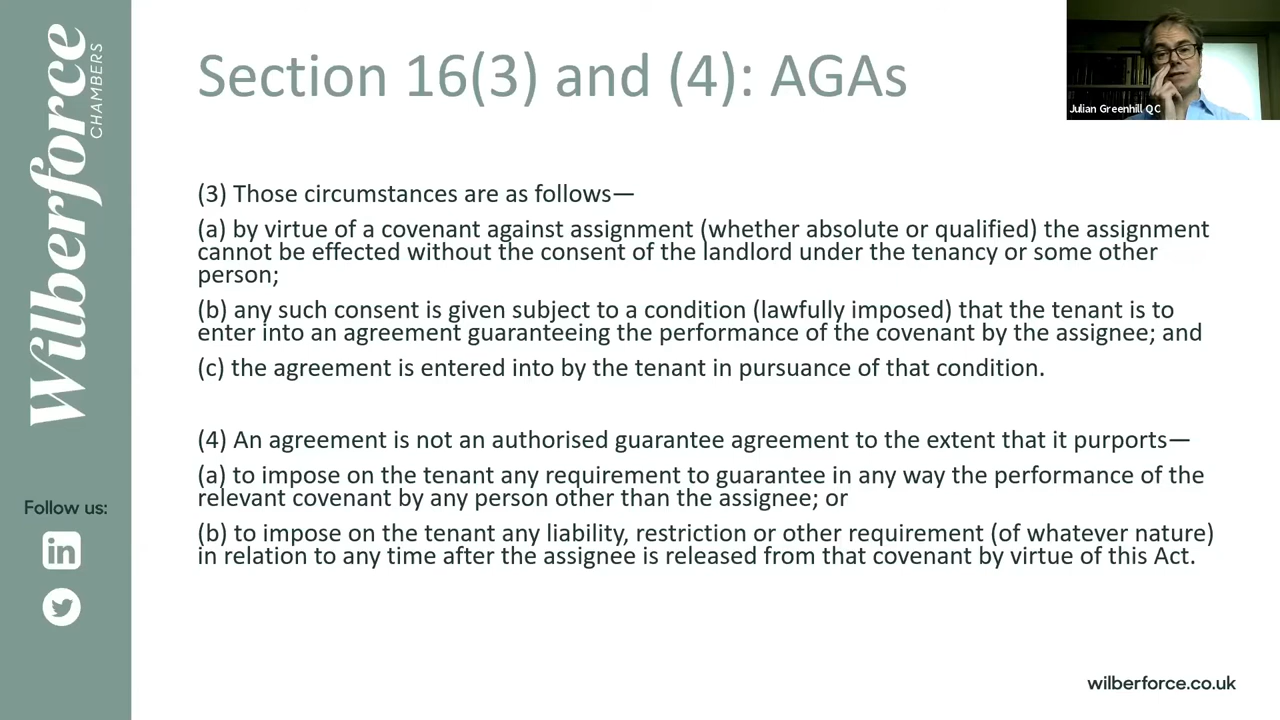 Wilberforce
CHAMBERS
Section 16(3) and (4): AGAs
Julian Greenhill QC
(3) Those circumstances are as follows—
(a) by virtue of a covenant against assignment (whether absolute or qualified) the assignment
cannot be effected without the consent of the landlord under the tenancy or some other
person;
(b) any such consent is given subject to a condition (lawfully imposed) that the tenant is to
enter into an agreement guaranteeing the performance of the covenant by the assignee; and
(c) the agreement is entered into by the tenant in pursuance of that condition.
(4) An agreement is not an authorised guarantee agreement to the extent that it purports—
(a) to impose on the tenant any requirement to guarantee in any way the performance of the
relevant covenant by any person other than the assignee; or
(b) to impose on the tenant any liability, restriction or other requirement (of whatever nature)
in relation to any time after the assignee is released from that covenant by virtue of this Act.
Follow us:
in
wilberforce.co.uk